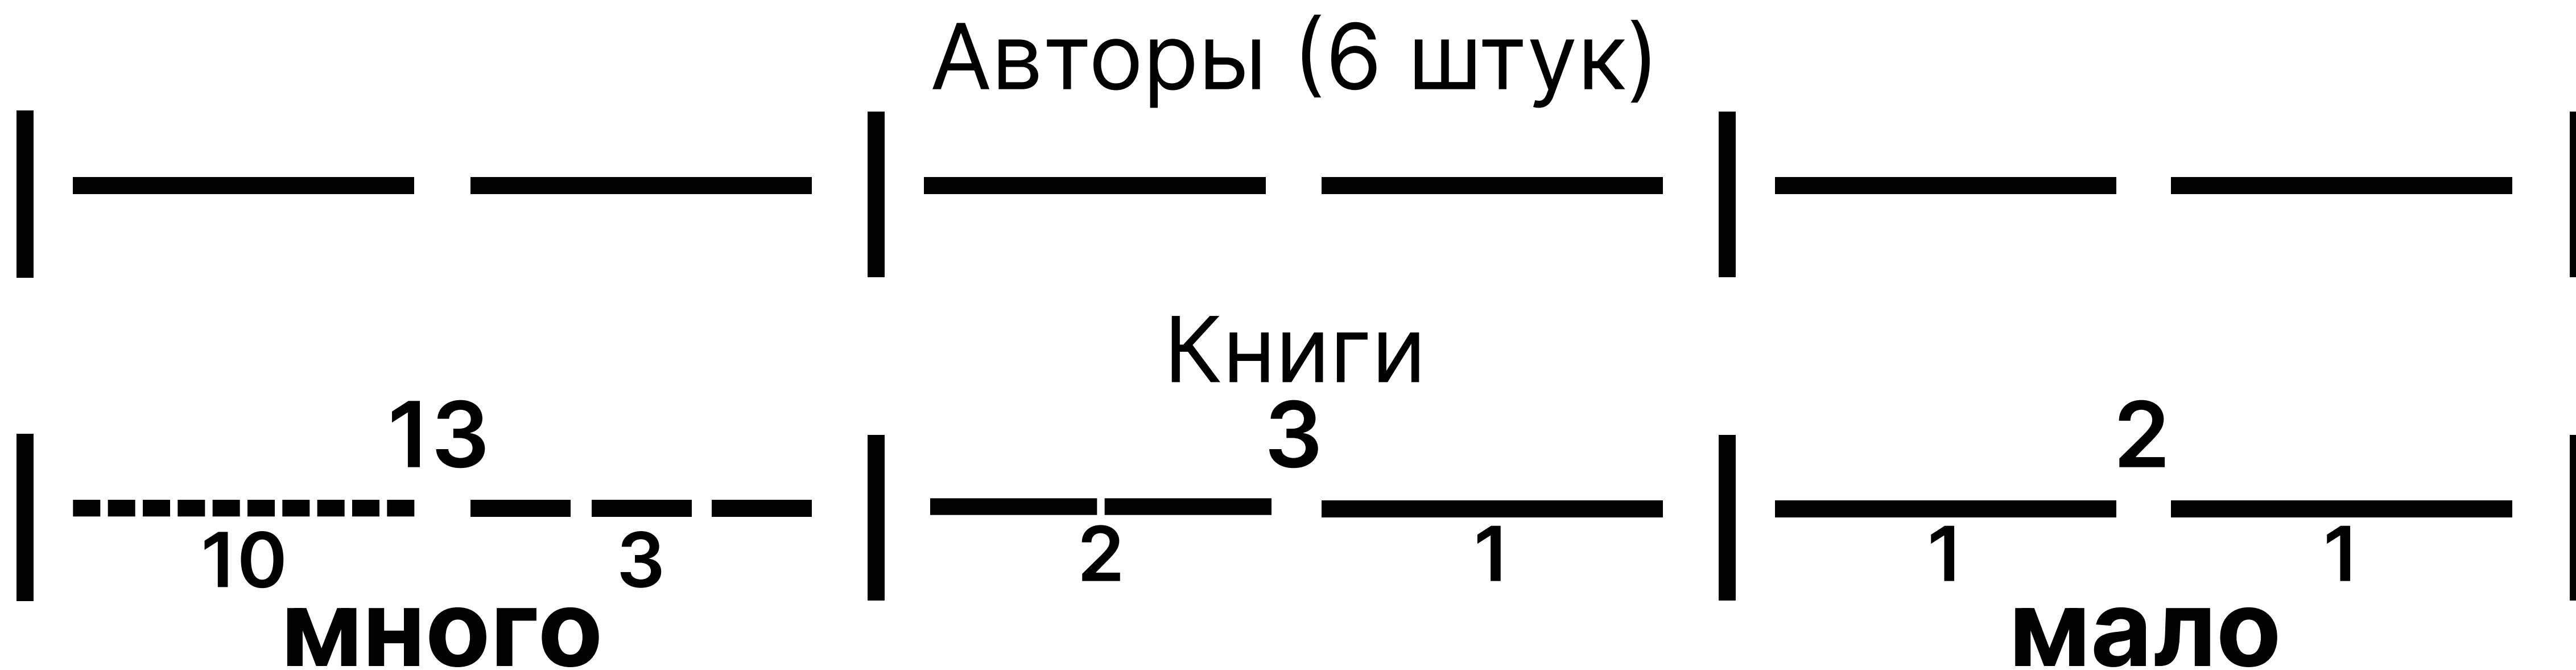 Авторы (6 штук)
Книги
13 3 2
10 3 2 1 1 1
много мало